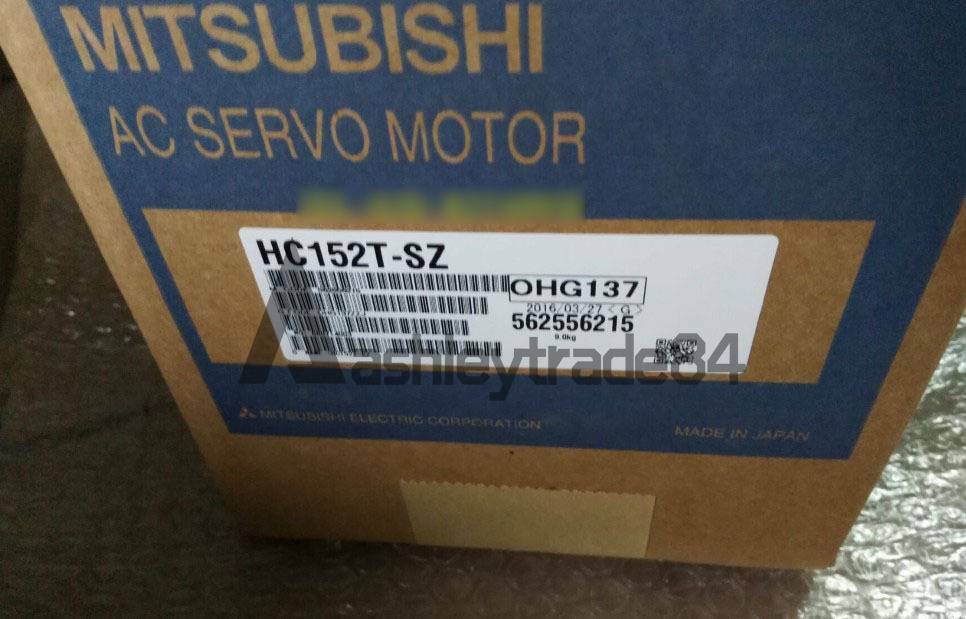 MITSUBISHI
AC SERVO MOTOR
HC152T-SZ
OHG137
2016/03/27 <G>
562556215
9.0kg
ashleytrade84
MITSUBISHI ELECTRIC CORPORATION
MADE IN JAPAN